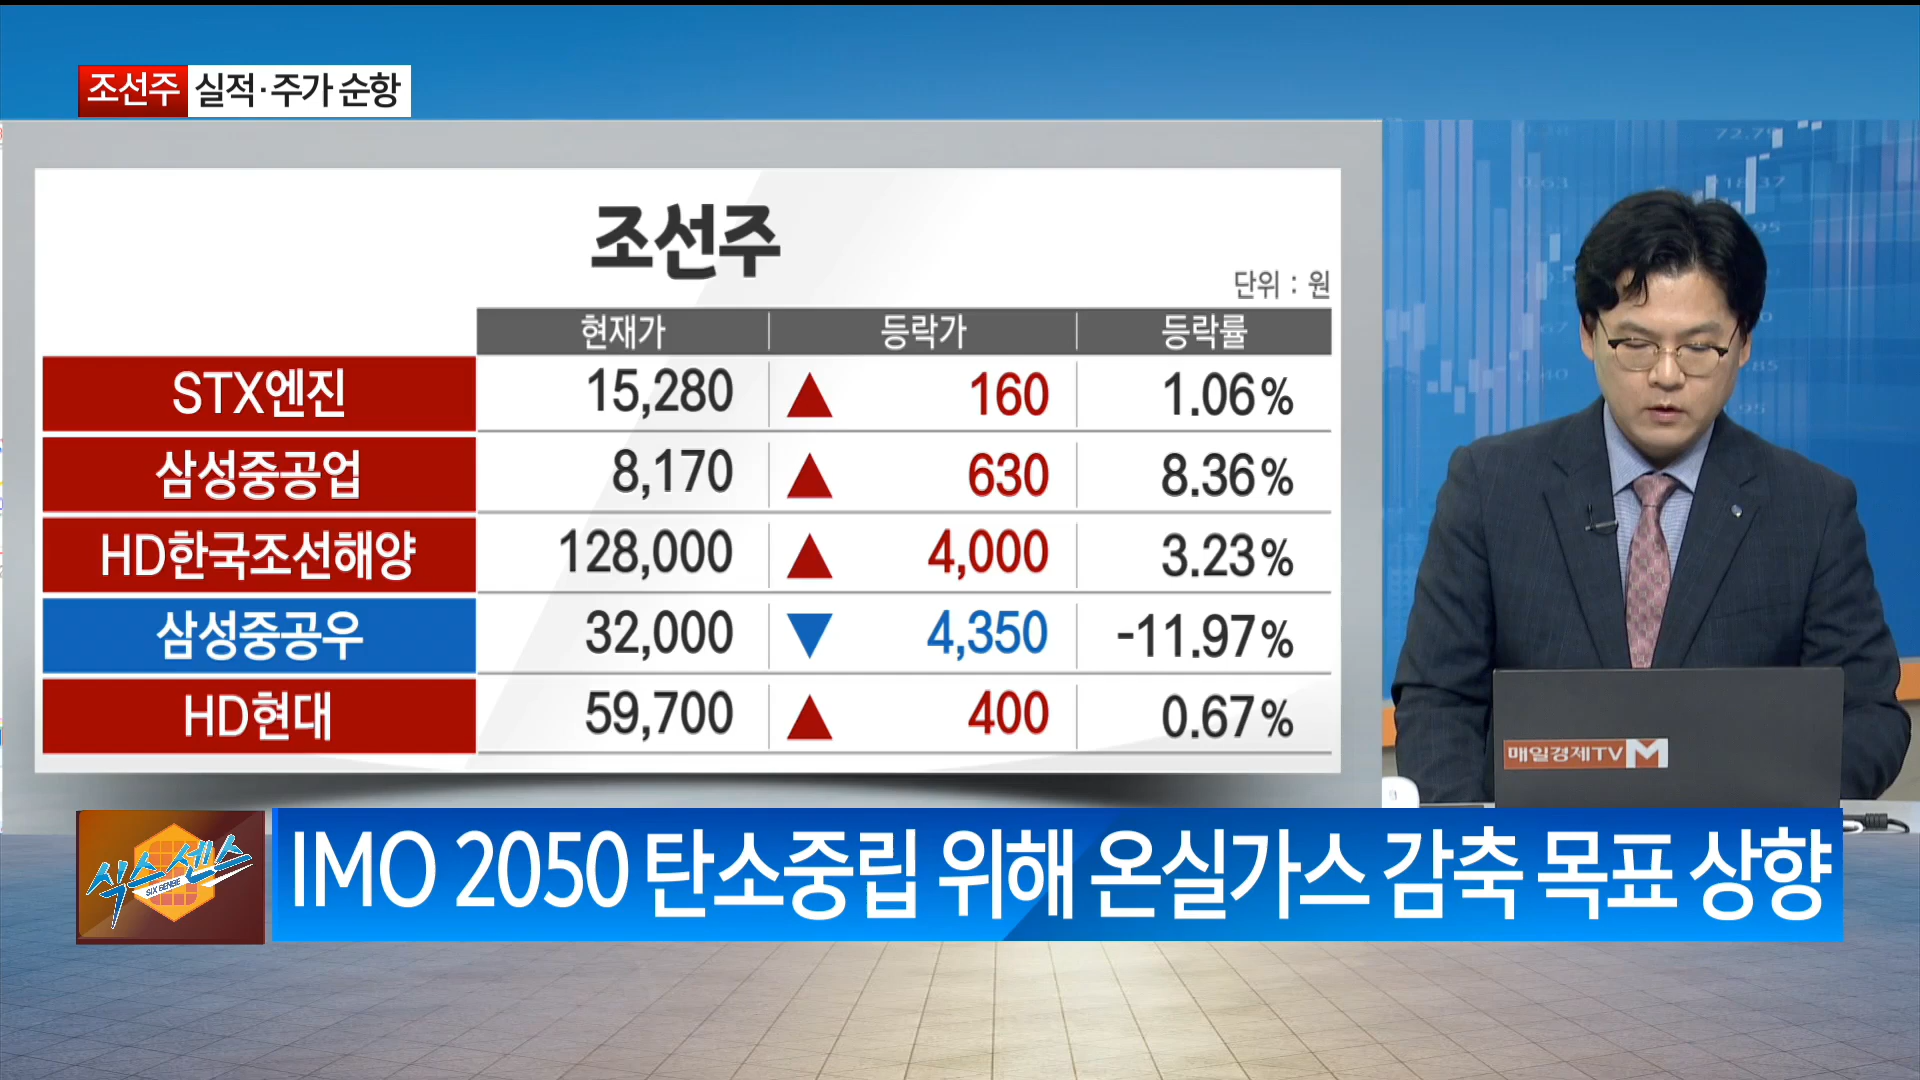 조선주 실적·주가 순항
조선주
단위 : 원
현재가 등락가 등락률
STX엔진 15,280 ▲ 160 1.06%
삼성중공업 8,170 ▲ 630 8.36%
HD한국조선해양 128,000 ▲ 4,000 3.23%
삼성중공우 32,000 ▼ 4,350 -11.97%
HD현대 59,700 ▲ 400 0.67%
매일경제TV M
식스센스
SIX SENSE
IMO 2050 탄소중립 위해 온실가스 감축 목표 상향